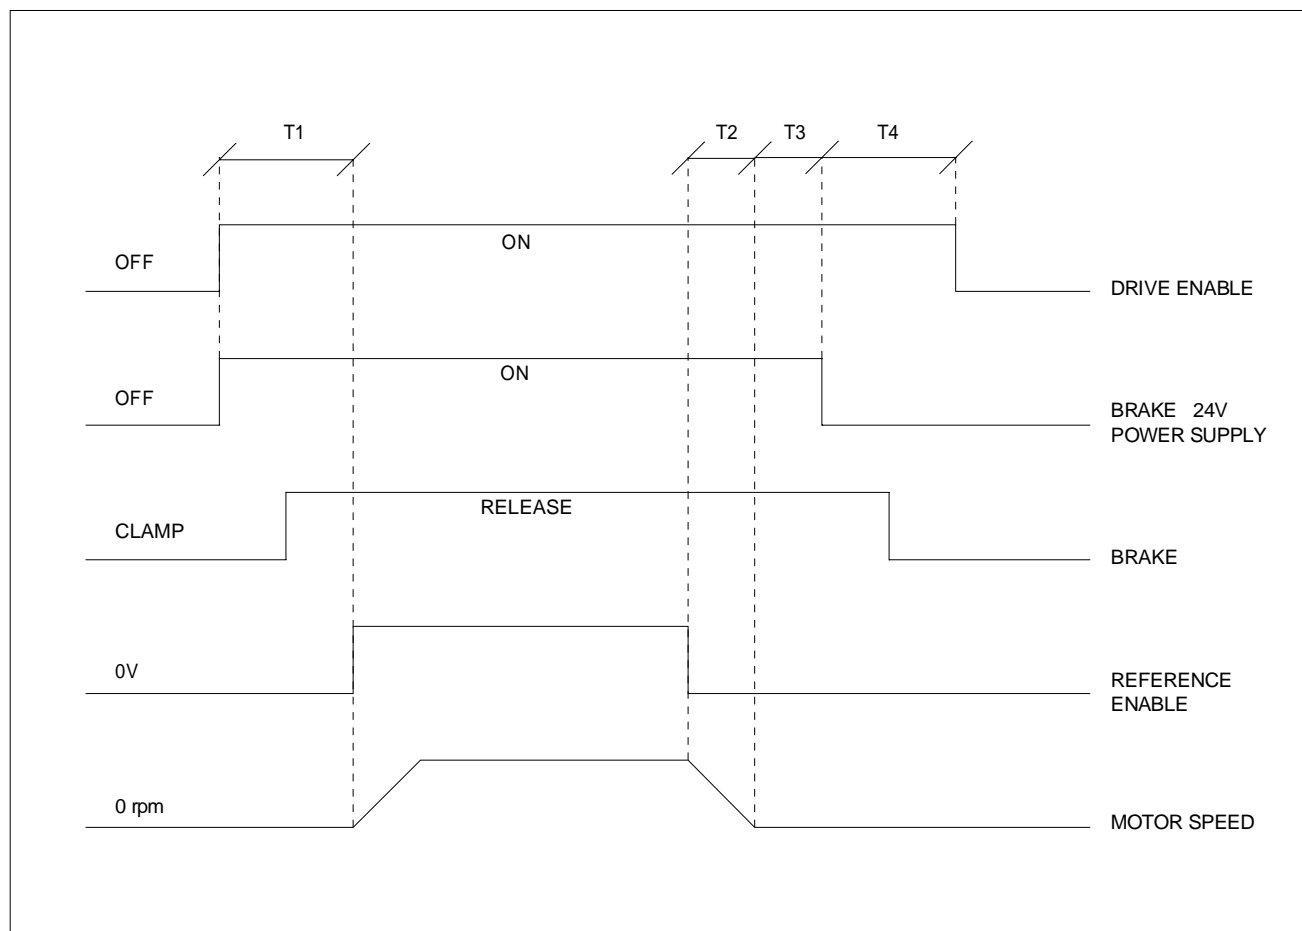 T1
T2
T3
T4
OFF
ON
DRIVE ENABLE
OFF
ON
BRAKE 24V
POWER SUPPLY
CLAMP
RELEASE
BRAKE
0V
REFERENCE
ENABLE
0 rpm
MOTOR SPEED